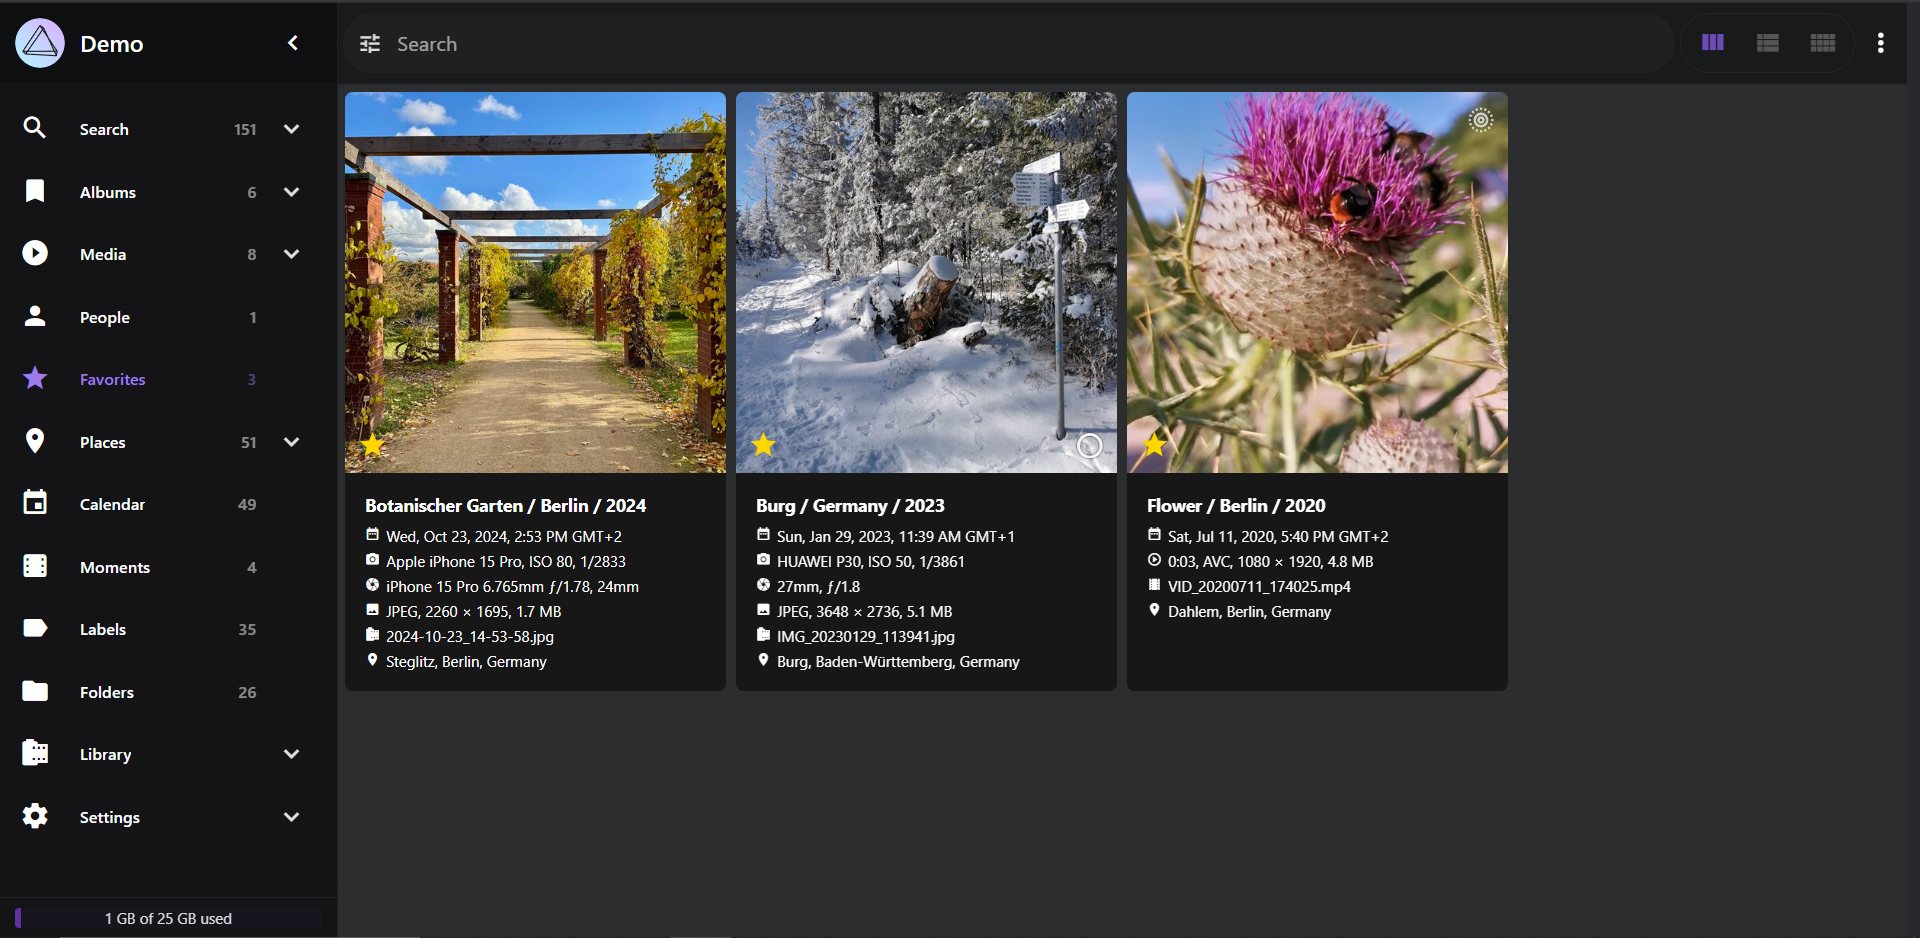 Demo
Search
Search 151
Albums 6
Media 8
People 1
Favorites 3
Places 51
Calendar 49
Moments 4
Labels 35
Folders 26
Library
Settings
1 GB of 25 GB used
Botanischer Garten / Berlin / 2024
Wed, Oct 23, 2024, 2:53 PM GMT+2
Apple iPhone 15 Pro, ISO 80, 1/2833
iPhone 15 Pro 6.765mm ƒ/1.78, 24mm
JPEG, 2260 × 1695, 1.7 MB
2024-10-23_14-53-58.jpg
Steglitz, Berlin, Germany
Burg / Germany / 2023
Sun, Jan 29, 2023, 11:39 AM GMT+1
HUAWEI P30, ISO 50, 1/3861
27mm, ƒ/1.8
JPEG, 3648 × 2736, 5.1 MB
IMG_20230129_113941.jpg
Burg, Baden-Württemberg, Germany
Flower / Berlin / 2020
Sat, Jul 11, 2020, 5:40 PM GMT+2
0:03, AVC, 1080 × 1920, 4.8 MB
VID_20200711_174025.mp4
Dahlem, Berlin, Germany